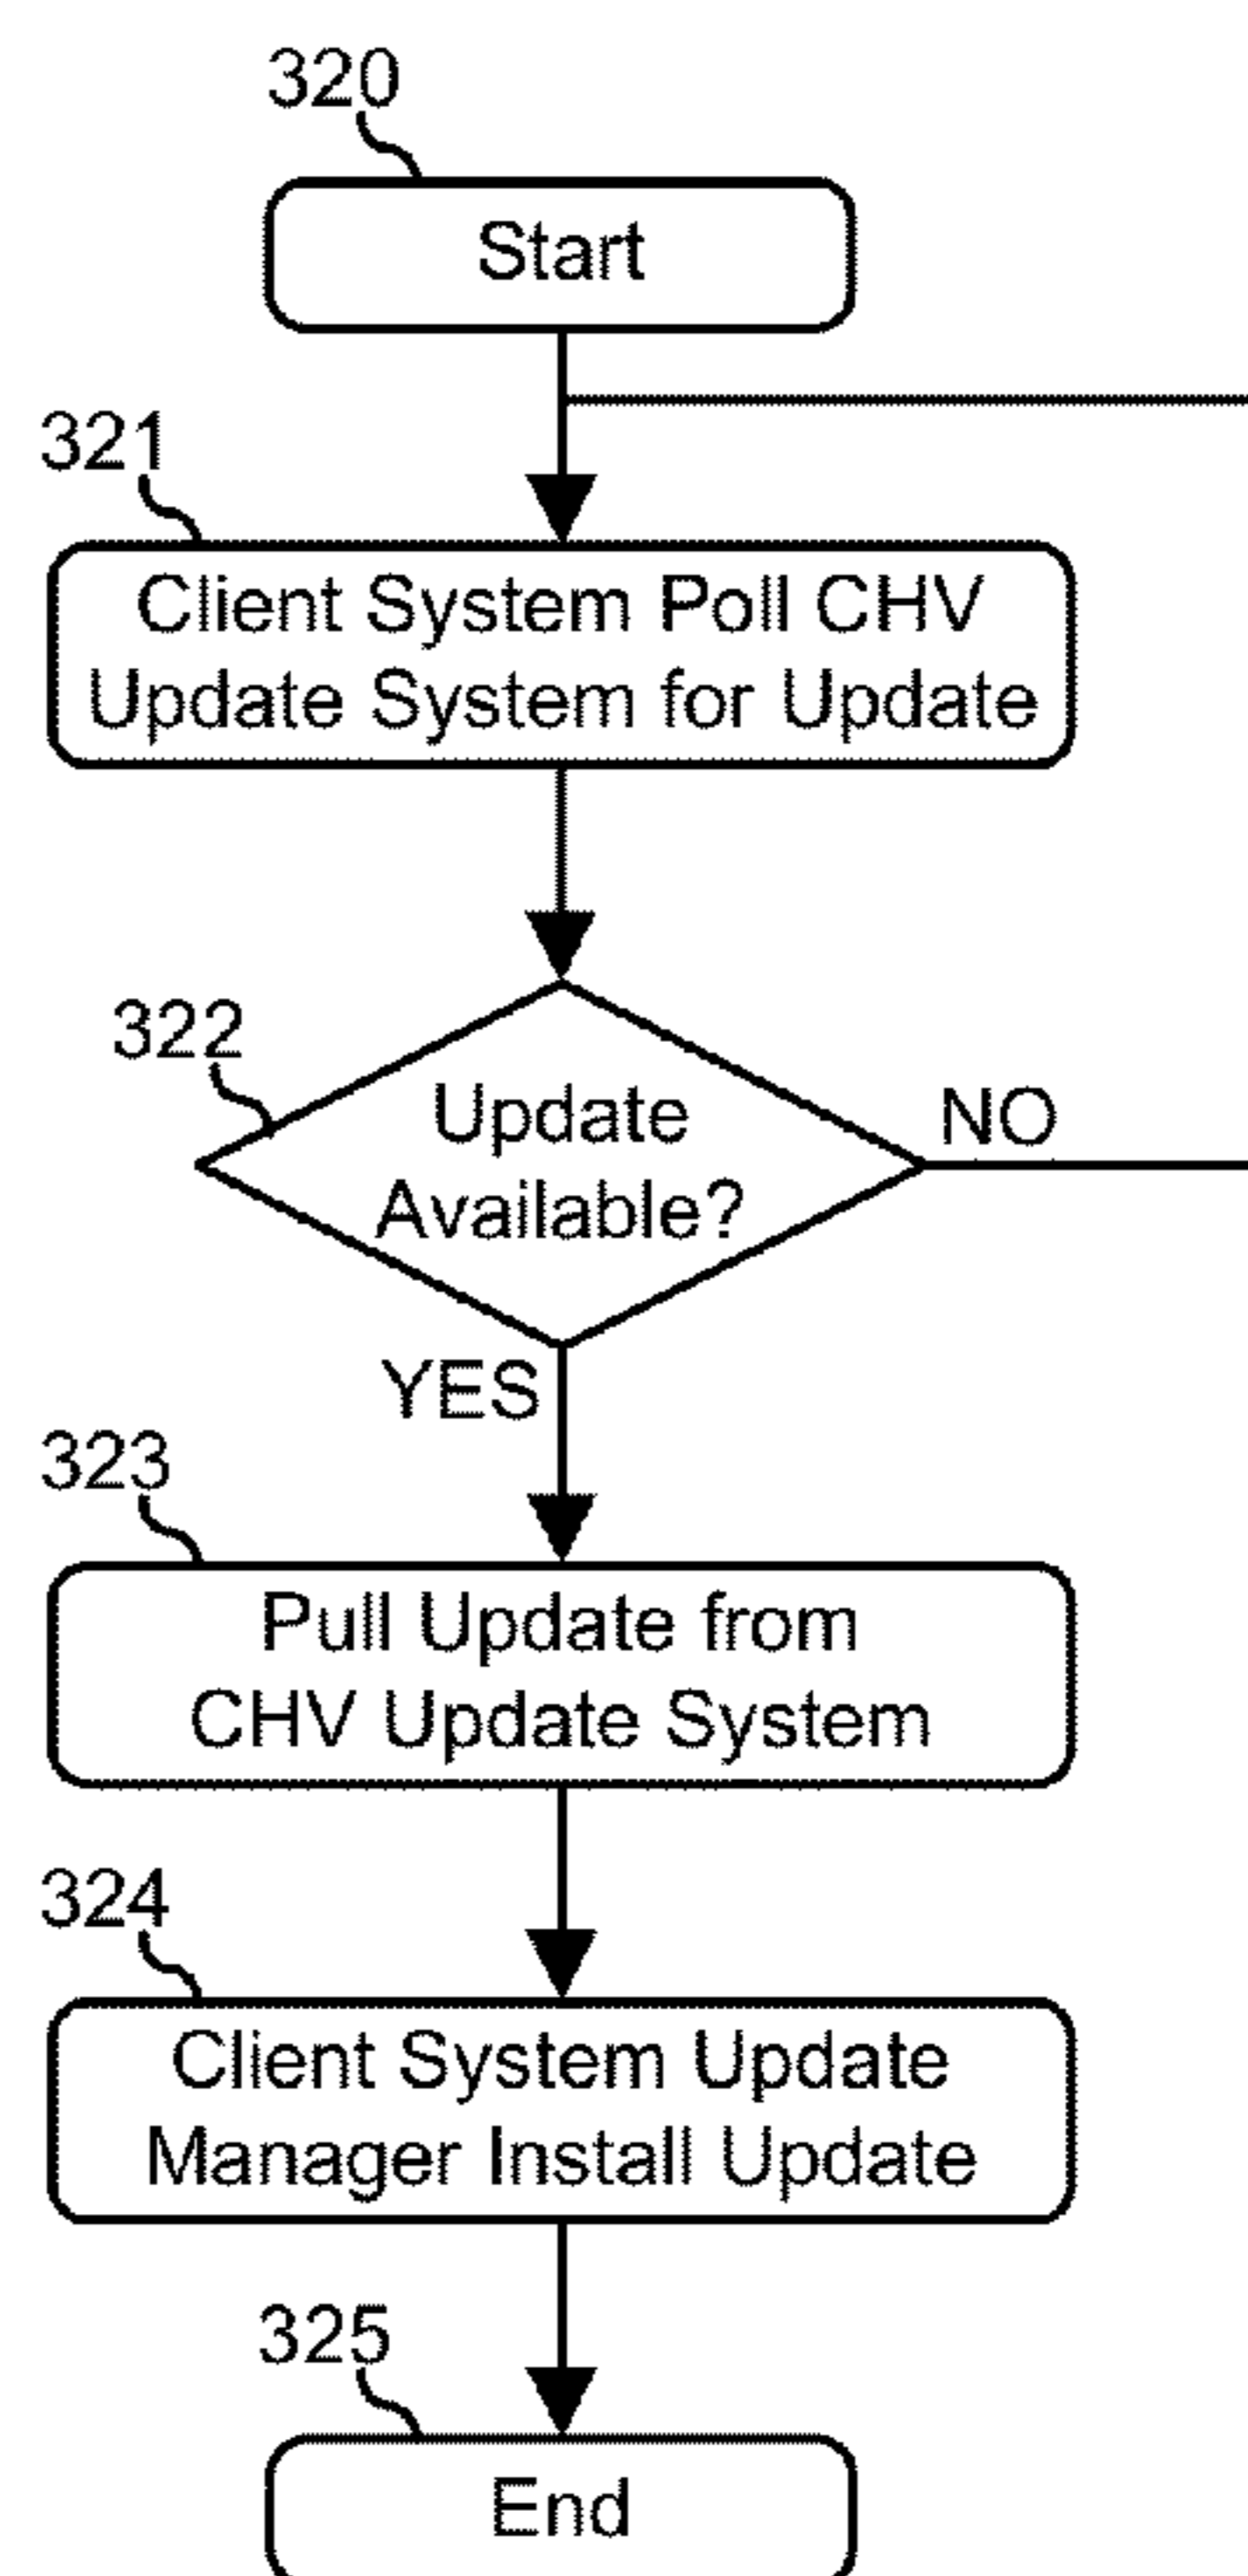 320
Start
321
Client System Poll CHV
Update System for Update
322
Update
Available?
NO
YES
323
Pull Update from
CHV Update System
324
Client System Update
Manager Install Update
325
End